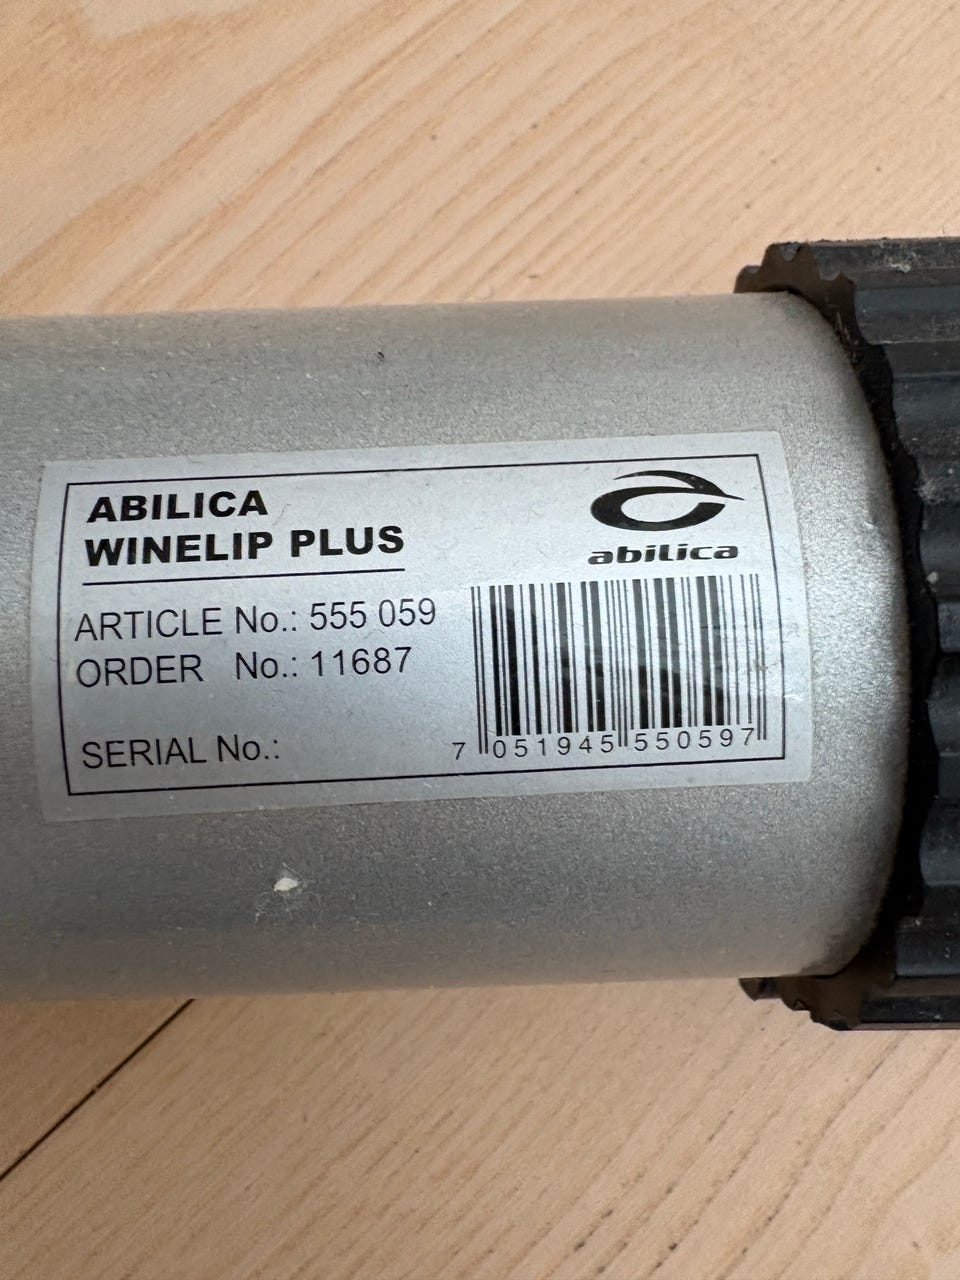 ABILICA
WINELIP PLUS
abilica
ARTICLE No.: 555 059
ORDER No.: 11687
SERIAL No.:
7 051945 550597